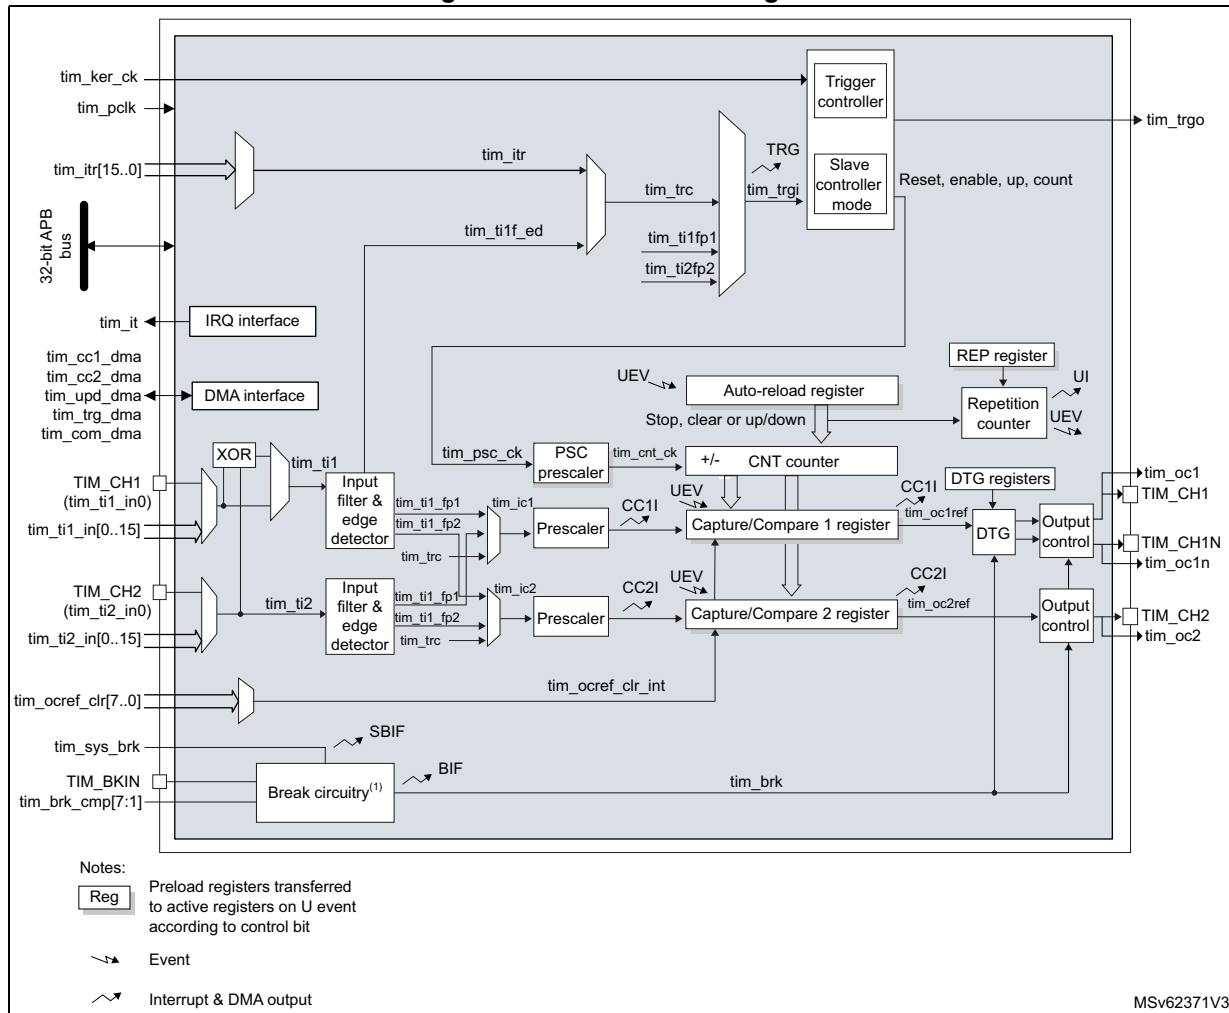 tim_ker_ck
tim_pclk
tim_itr[15..0]
32-bit APB
bus
tim_itr
tim_ti1f_ed
tim_trc
tim_ti1fp1
tim_ti2fp2
TRG
tim_trgi
Trigger
controller
Slave
controller
mode
tim_trgo
Reset, enable, up, count
tim_it
IRQ interface
tim_cc1_dma
tim_cc2_dma
tim_upd_dma
tim_trg_dma
tim_com_dma
DMA interface
UEV
Auto-reload register
REP register
UI
Repetition
counter
UEV
Stop, clear or up/down
tim_psc_ck
PSC
prescaler
tim_cnt_ck
+/-
CNT counter
XOR
tim_ti1
TIM_CH1
(tim_ti1_in0)
tim_ti1_in[0..15]
Input
filter &
edge
detector
tim_ti1_fp1
tim_ti1_fp2
tim_trc
tim_ic1
Prescaler
CC1I
UEV
Capture/Compare 1 register
CC1I
tim_oc1ref
DTG registers
DTG
Output
control
tim_oc1
TIM_CH1
TIM_CH1N
tim_oc1n
TIM_CH2
(tim_ti2_in0)
tim_ti2_in[0..15]
tim_ti2
Input
filter &
edge
detector
tim_ti1_fp1
tim_ti1_fp2
tim_trc
tim_ic2
Prescaler
CC2I
UEV
Capture/Compare 2 register
CC2I
tim_oc2ref
Output
control
TIM_CH2
tim_oc2
tim_ocref_clr[7..0]
tim_ocref_clr_int
tim_sys_brk
SBIF
TIM_BKIN
tim_brk_cmp[7:1]
Break circuitry(1)
BIF
tim_brk
Notes:
Reg
Preload registers transferred
to active registers on U event
according to control bit
Event
Interrupt & DMA output
MSv62371V3